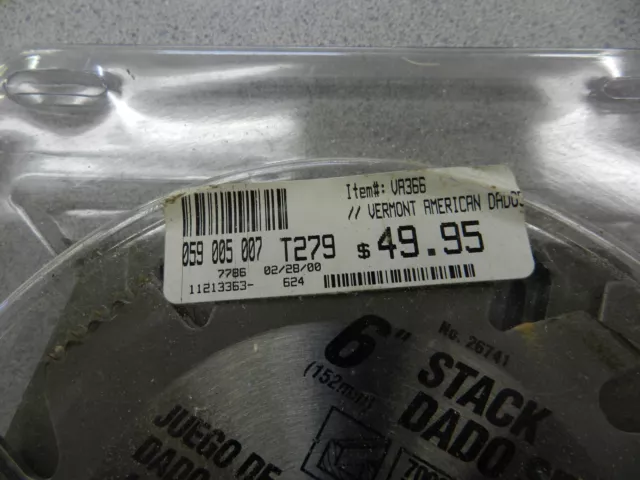 Item#: VA366
// VERMONT AMERICAN DADOS
059 005 007 T279 $49.95
7786 02/28/00
11213363- 624
6"
(152mm)
No. 26741
STACK
DADO
JUEGO DE
DADO